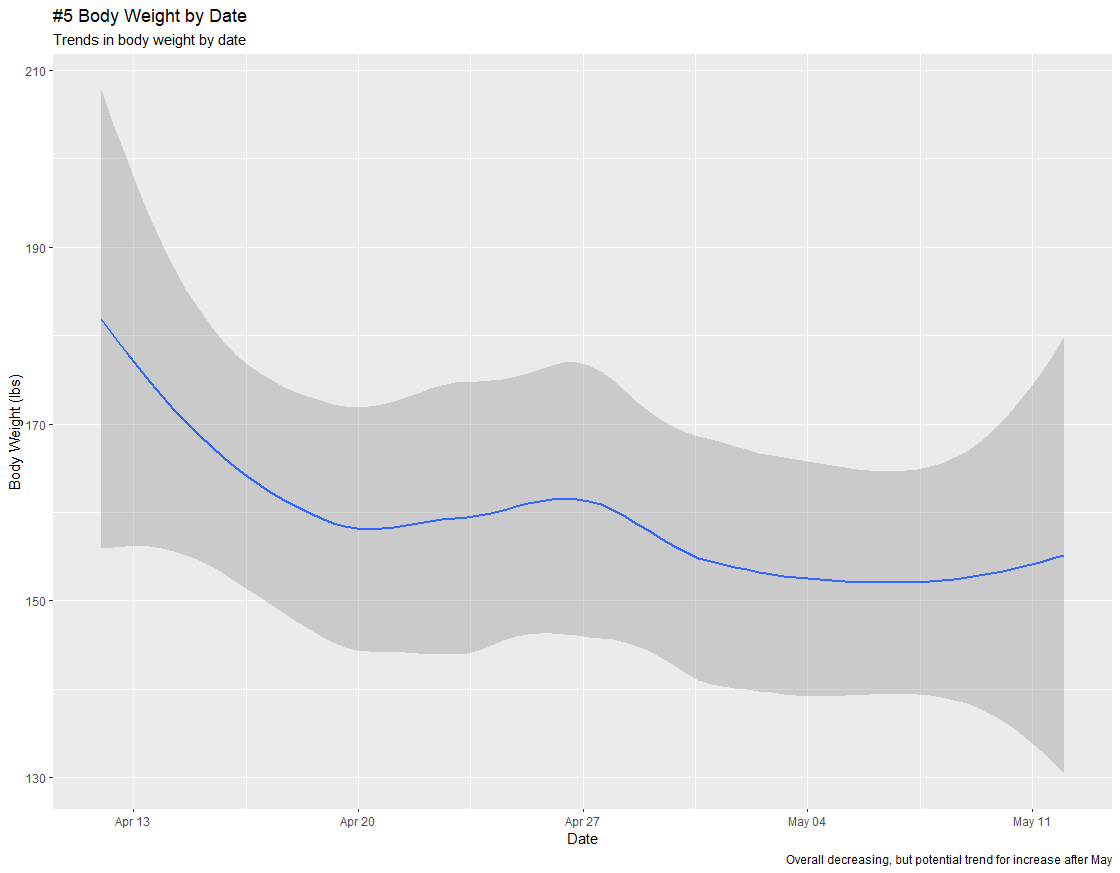 #5 Body Weight by Date
Trends in body weight by date
210
190
170
150
130
Body Weight (lbs)
Apr 13
Apr 20
Apr 27
May 04
May 11
Date
Overall decreasing, but potential trend for increase after May